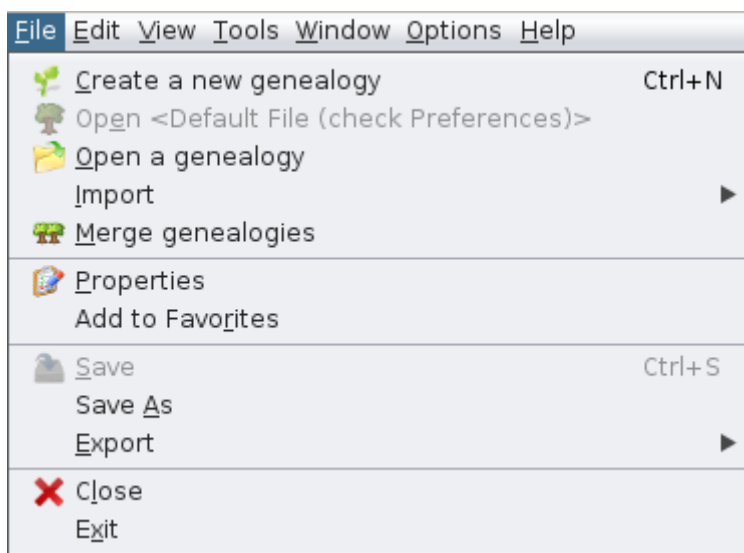 File Edit View Tools Window Options Help
Create a new genealogy Ctrl+N
Open <Default File (check Preferences)>
Open a genealogy
Import
Merge genealogies
Properties
Add to Favorites
Save Ctrl+S
Save As
Export
Close
Exit